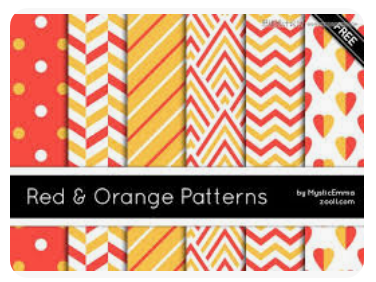 FREE
Red & Orange Patterns
by MysticEmma
zooll.com